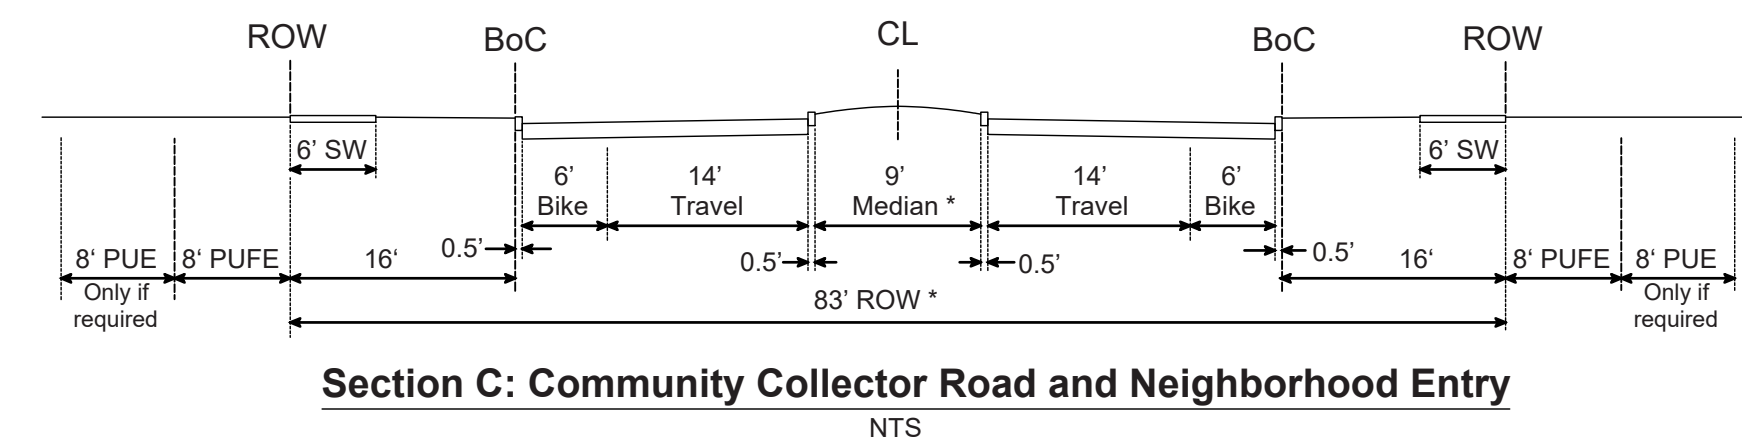 ROW BoC CL BoC ROW
6’ SW 6’ SW
6’ 14’ 9’ 14’ 6’
Bike Travel Median * Travel Bike
0.5’ 0.5’
8‘ PUE 8‘ PUFE 16‘ 0.5’ 0.5’ 16‘ 8‘ PUFE 8‘ PUE
Only if Only if
required 83’ ROW * required
Section C: Community Collector Road and Neighborhood Entry
NTS